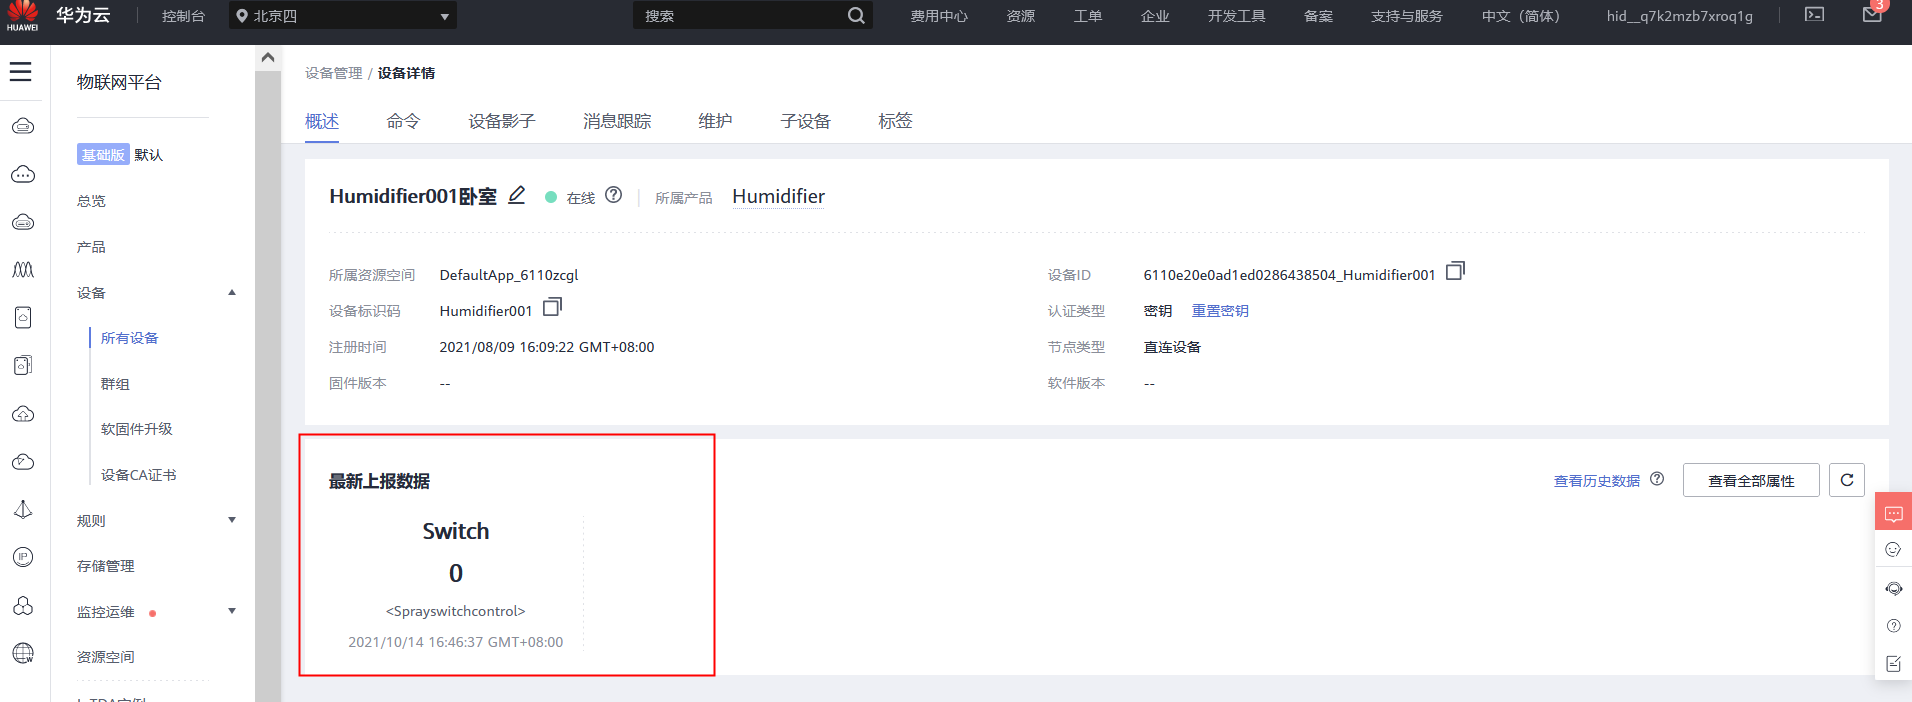 HUAWEI 华为云 控制台 北京四 搜索 费用中心 资源 工单 企业 开发工具 备案 支持与服务 中文（简体） hid__q7k2mzb7xroq1g 3
物联网平台
基础版 默认
总览
产品
设备
所有设备
群组
软固件升级
设备CA证书
规则
存储管理
监控运维
资源空间
设备管理 / 设备详情
概述 命令 设备影子 消息跟踪 维护 子设备 标签
Humidifier001卧室 在线 所属产品 Humidifier
所属资源空间 DefaultApp_6110zcgl 设备ID 6110e20e0ad1ed0286438504_Humidifier001
设备标识码 Humidifier001 认证类型 密钥 重置密钥
注册时间 2021/08/09 16:09:22 GMT+08:00 节点类型 直连设备
固件版本 -- 软件版本 --
最新上报数据 查看历史数据 查看全部属性
Switch
0
<Sprayswitchcontrol>
2021/10/14 16:46:37 GMT+08:00